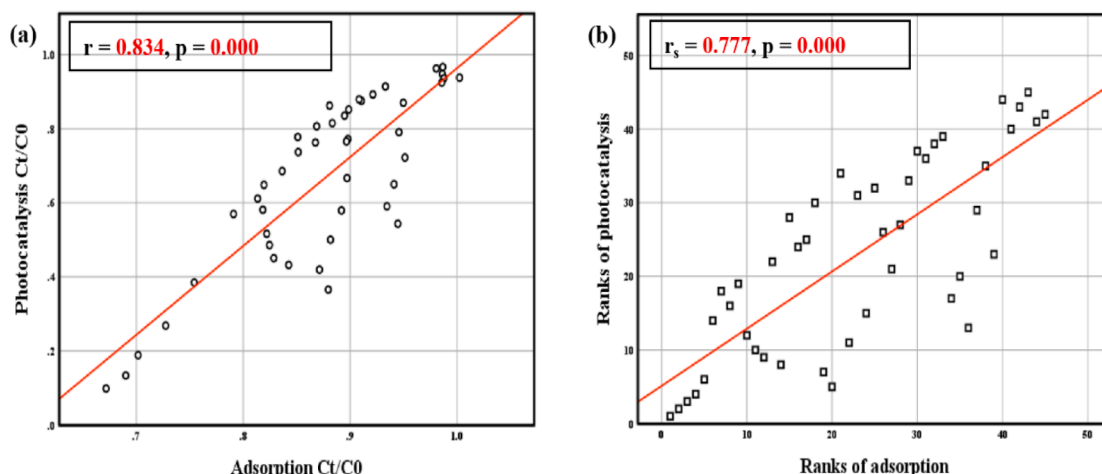 (a)
r = 0.834, p = 0.000
Photocatalysis Ct/C0
1.0
.8
.6
.4
.2
.0
.7
.8
.9
1.0
Adsorption Ct/C0
(b)
rs = 0.777, p = 0.000
Ranks of photocatalysis
50
40
30
20
10
0
0
10
20
30
40
50
Ranks of adsorption